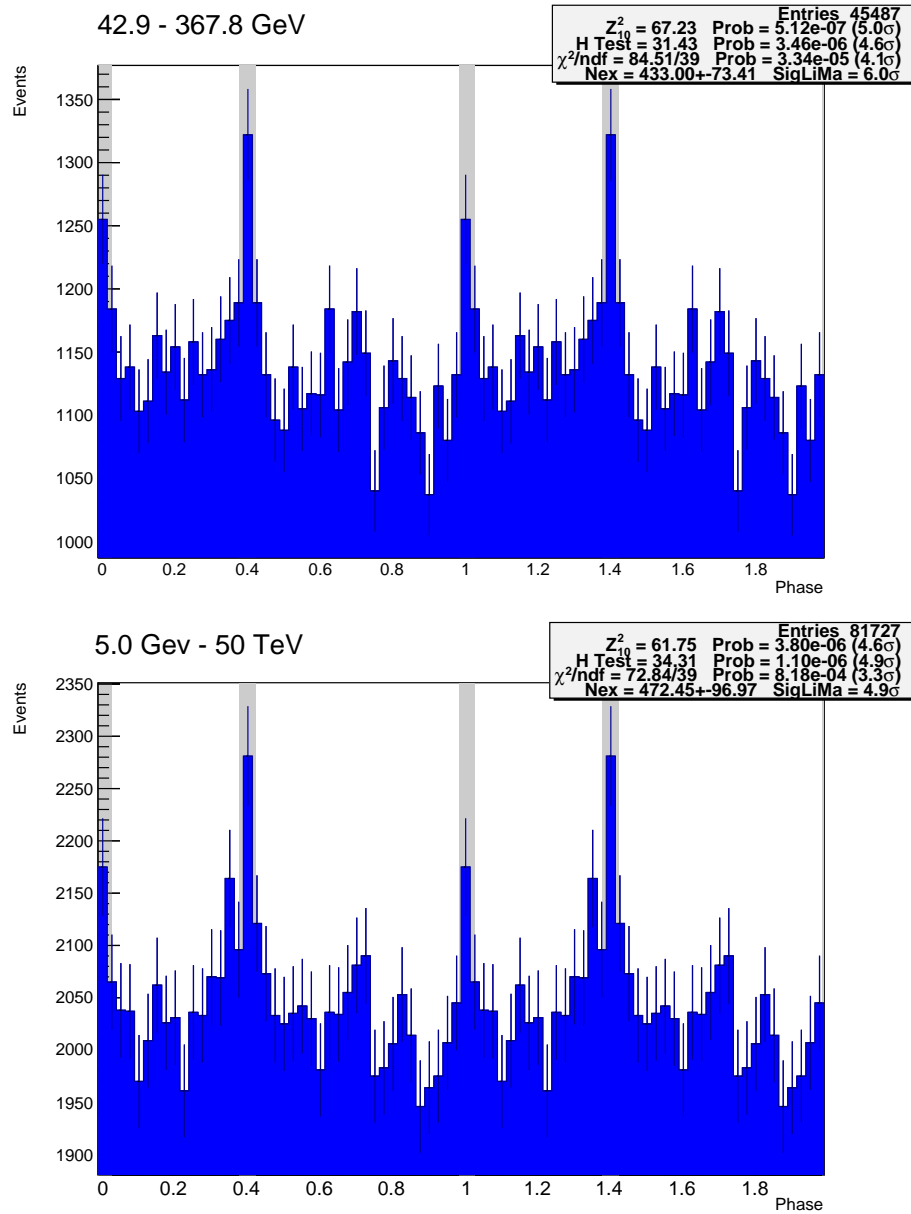 42.9 - 367.8 GeV
Entries 45487
Z²₁₀ = 67.23 Prob = 5.12e-07 (5.0σ)
H Test = 31.43 Prob = 3.46e-06 (4.6σ)
χ²/ndf = 84.51/39 Prob = 3.34e-05 (4.1σ)
Nex = 433.00+-73.41 SigLiMa = 6.0σ
Events
1350
1300
1250
1200
1150
1100
1050
1000
0 0.2 0.4 0.6 0.8 1 1.2 1.4 1.6 1.8
Phase
5.0 Gev - 50 TeV
Entries 81727
Z²₁₀ = 61.75 Prob = 3.80e-06 (4.6σ)
H Test = 34.31 Prob = 1.10e-06 (4.9σ)
χ²/ndf = 72.84/39 Prob = 8.18e-04 (3.3σ)
Nex = 472.45+-96.97 SigLiMa = 4.9σ
Events
2350
2300
2250
2200
2150
2100
2050
2000
1950
1900
0 0.2 0.4 0.6 0.8 1 1.2 1.4 1.6 1.8
Phase